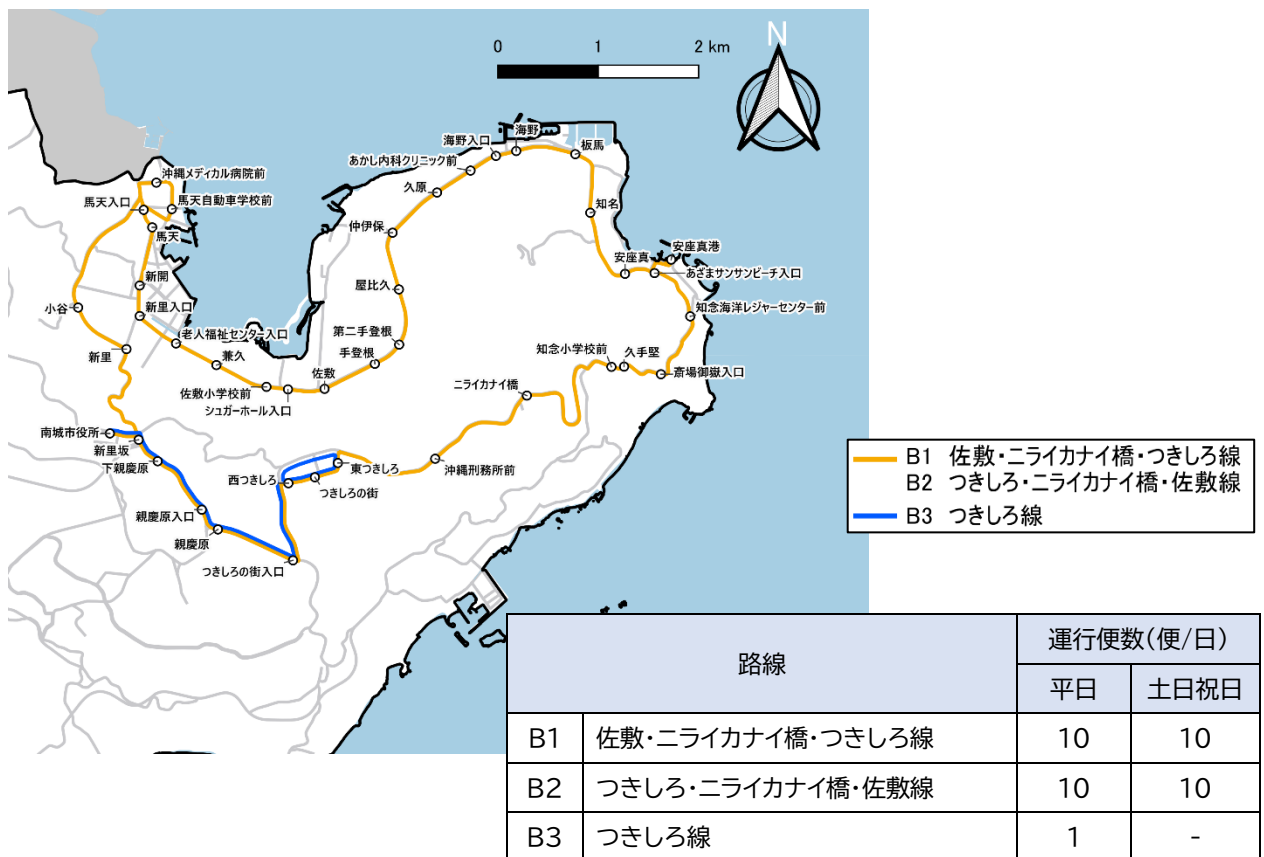 0 1 2 km
N
海野
海野入口
板馬
あかし内科クリニック前
沖縄メディカル病院前
久原
馬天入口
馬天自動車学校前
知名
馬天
仲伊保
安座真港
安座真
あざまサンサンビーチ入口
新開
屋比久
小谷
新里入口
知念海洋レジャーセンター前
老人福祉センター入口
第二手登根
新里
兼久
手登根
知念小学校前
久手堅
佐敷
斎場御嶽入口
佐敷小学校前
ニライカナイ橋
シュガーホール入口
南城市役所
新里坂
下親慶原
東つきしろ
沖縄刑務所前
西つきしろ
つきしろの街
親慶原入口
親慶原
つきしろの街入口
B1 佐敷・ニライカナイ橋・つきしろ線
B2 つきしろ・ニライカナイ橋・佐敷線
B3 つきしろ線
路線 運行便数(便/日)
平日 土日祝日
B1 佐敷・ニライカナイ橋・つきしろ線 10 10
B2 つきしろ・ニライカナイ橋・佐敷線 10 10
B3 つきしろ線 1 -